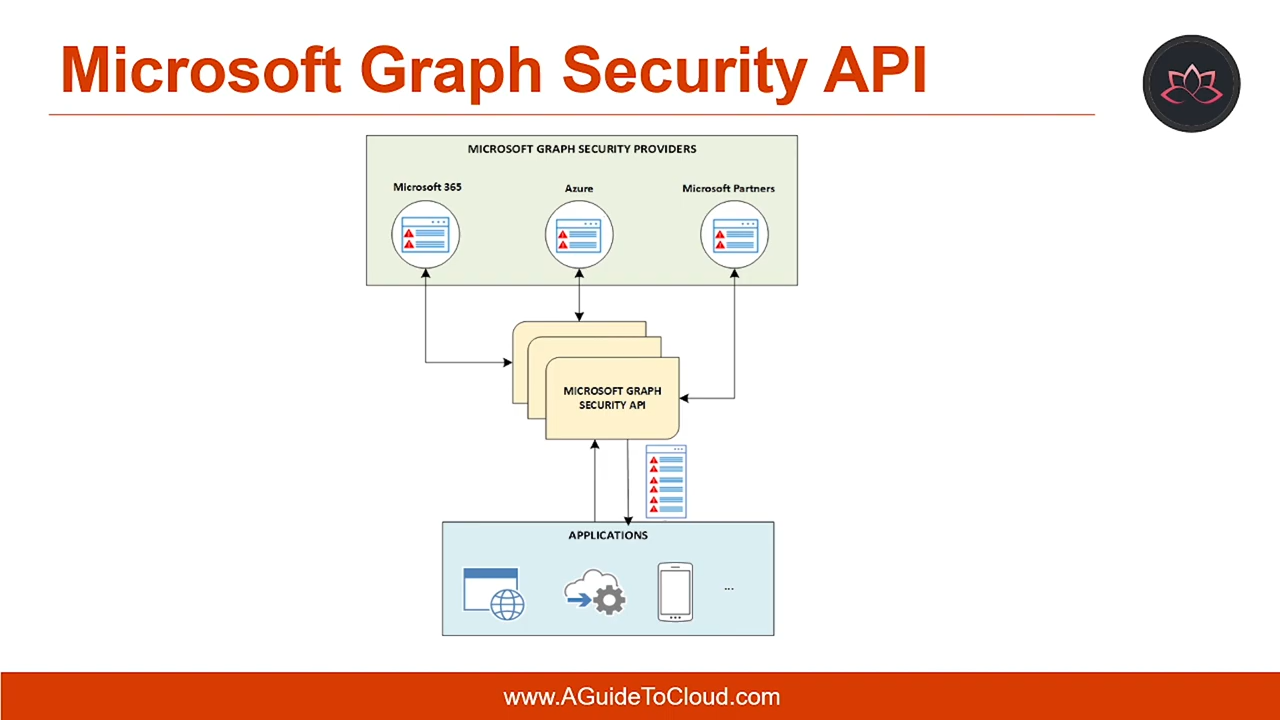 Microsoft Graph Security API
MICROSOFT GRAPH SECURITY PROVIDERS
Microsoft 365
Azure
Microsoft Partners
MICROSOFT GRAPH
SECURITY API
APPLICATIONS
...
www.AGuideToCloud.com